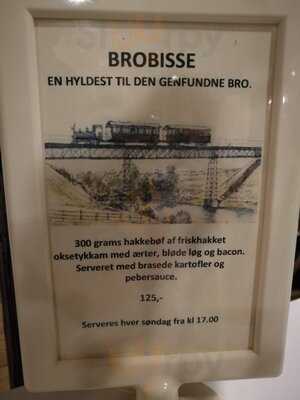 BROBISSE
EN HYLDEST TIL DEN GENFUNDNE BRO.
300 grams hakkebøf af friskhakket
oksetykkam med ærter, bløde løg og bacon.
Serveret med brasede kartofler og
pebersauce.
125,-
Serveres hver søndag fra kl 17.00